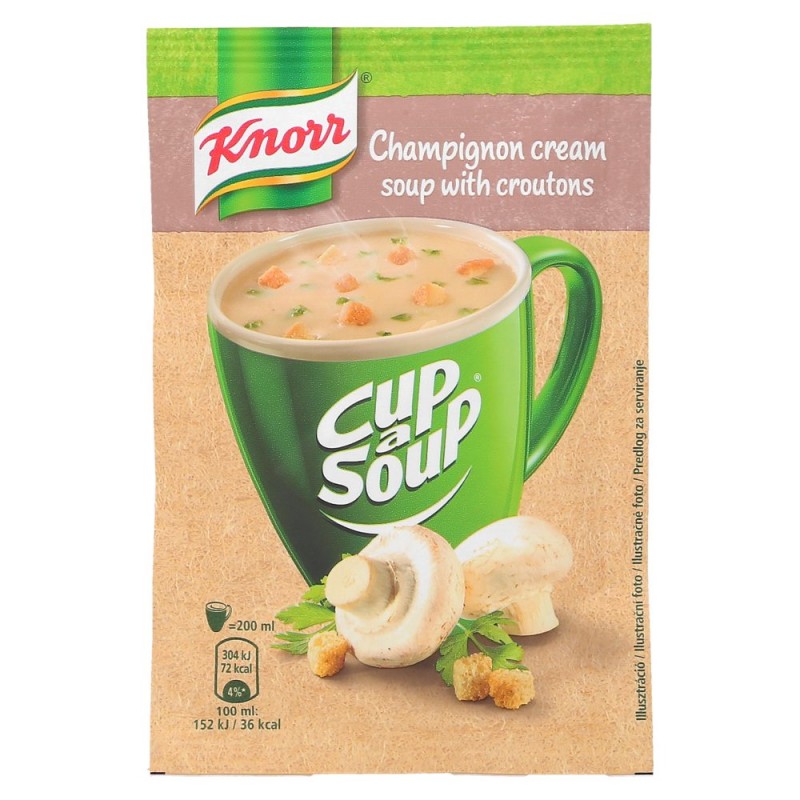 Knorr
®
Champignon cream
soup with croutons
Cup
a
Soup
®
=200 ml
304 kJ
72 kcal
4%*
100 ml:
152 kJ / 36 kcal
Illusztráció / Ilustrační foto / Ilustračné foto / Predlog za serviranje